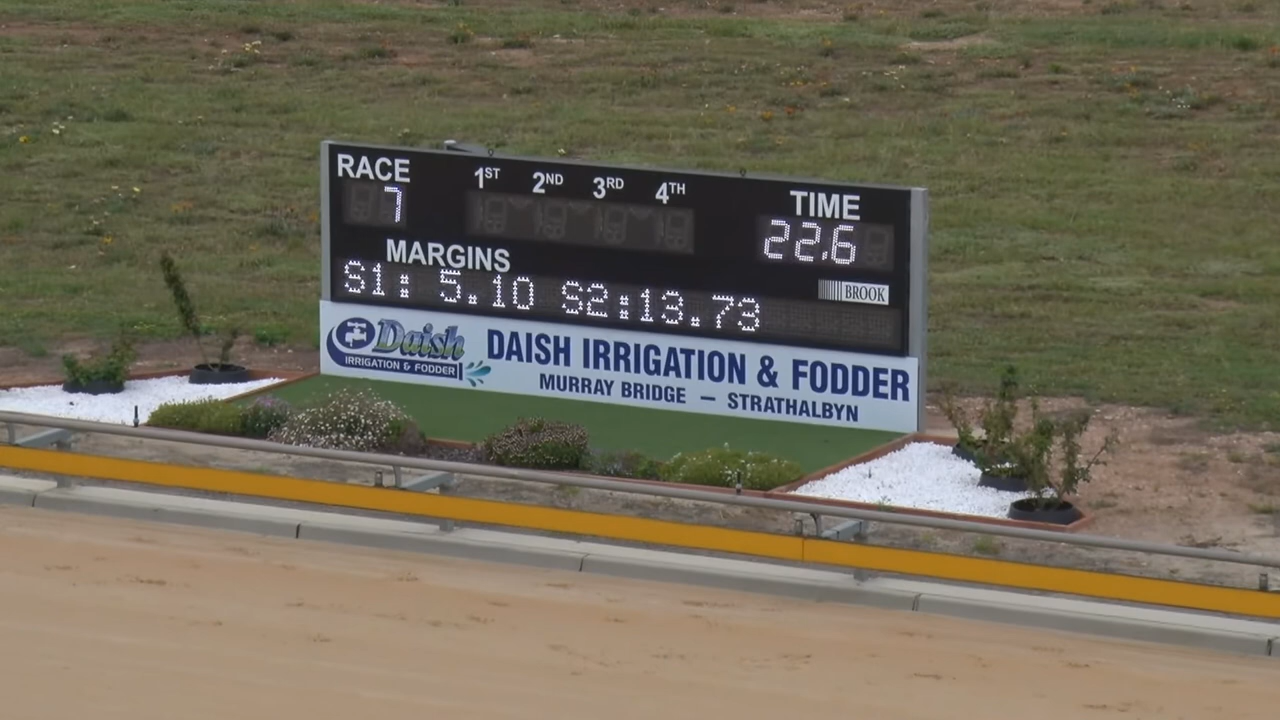 RACE 1ST 2ND 3RD 4TH TIME
7 22.6
MARGINS
S1: 5.10 S2:13.73
BROOK
Daish
IRRIGATION & FODDER
DAISH IRRIGATION & FODDER
MURRAY BRIDGE – STRATHALBYN